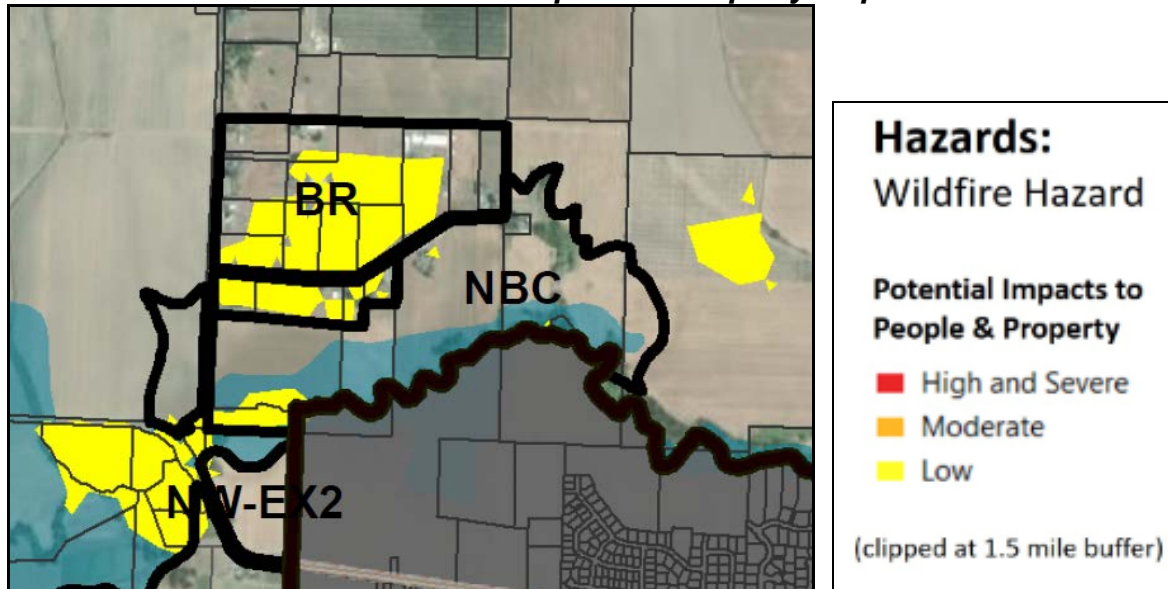 BR
NBC
NW-EX2
Hazards:
Wildfire Hazard
Potential Impacts to
People & Property
High and Severe
Moderate
Low
(clipped at 1.5 mile buffer)